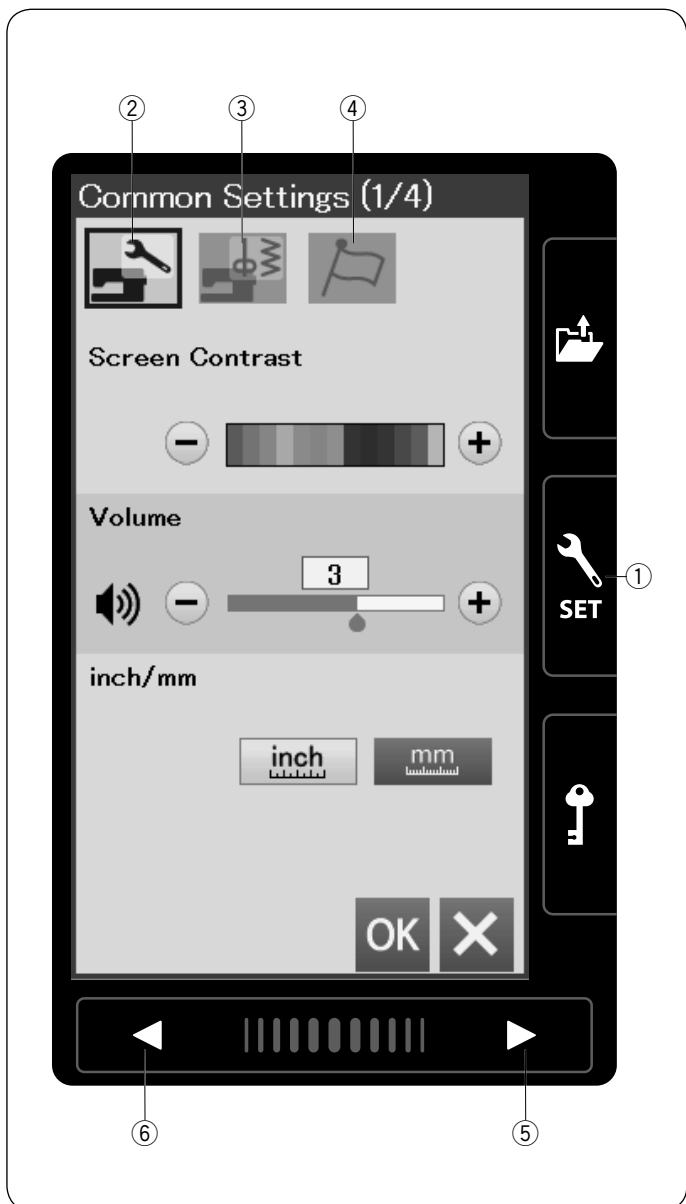 ② ③ ④
Common Settings (1/4)
Screen Contrast
Volume
3
①
SET
inch/mm
inch mm
OK
⑥ ⑤